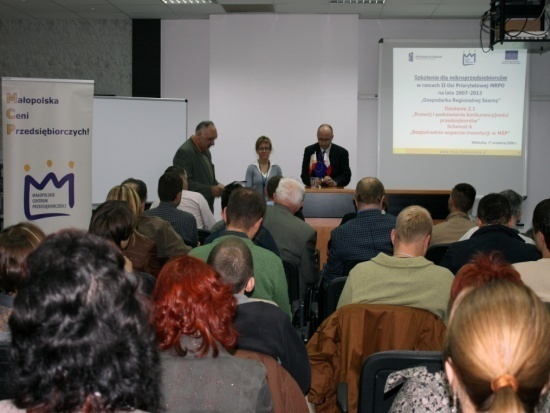 Małopolska
Ceni
Przedsiębiorczych!
MAŁOPOLSKIE
CENTRUM
PRZEDSIĘBIORCZOŚCI
Szkolenie dla mikroprzedsiębiorców
w ramach II Osi Priorytetowej MRPO
na lata 2007-2013
„Gospodarka Regionalnej Szansy”
Działanie 2.1
„Rozwój i podniesienie konkurencyjności
przedsiębiorstw”
Schemat A
„Bezpośrednie wsparcie inwestycji w MŚP”